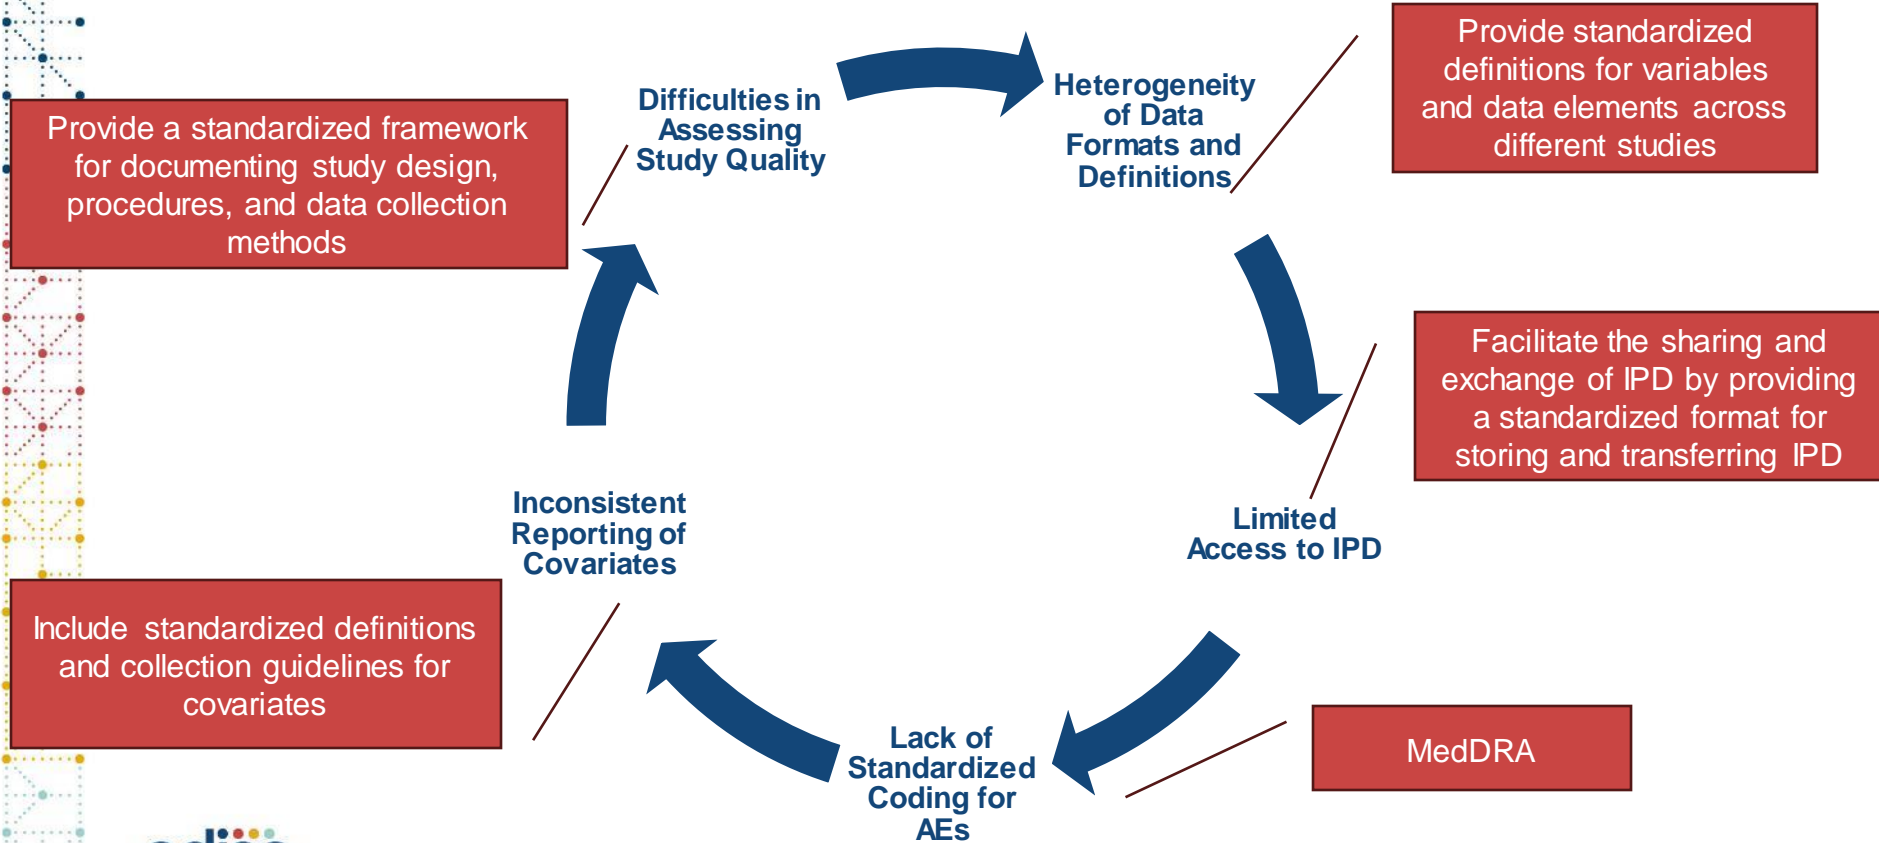 Provide standardized
definitions for variables
and data elements across
different studies
Difficulties in
Assessing
Study Quality
Heterogeneity
of Data
Formats and
Definitions
Provide a standardized framework
for documenting study design,
procedures, and data collection
methods
Facilitate the sharing and
exchange of IPD by providing
a standardized format for
storing and transferring IPD
Inconsistent
Reporting of
Covariates
Limited
Access to IPD
Include standardized definitions
and collection guidelines for
covariates
Lack of
Standardized
Coding for
AEs
MedDRA